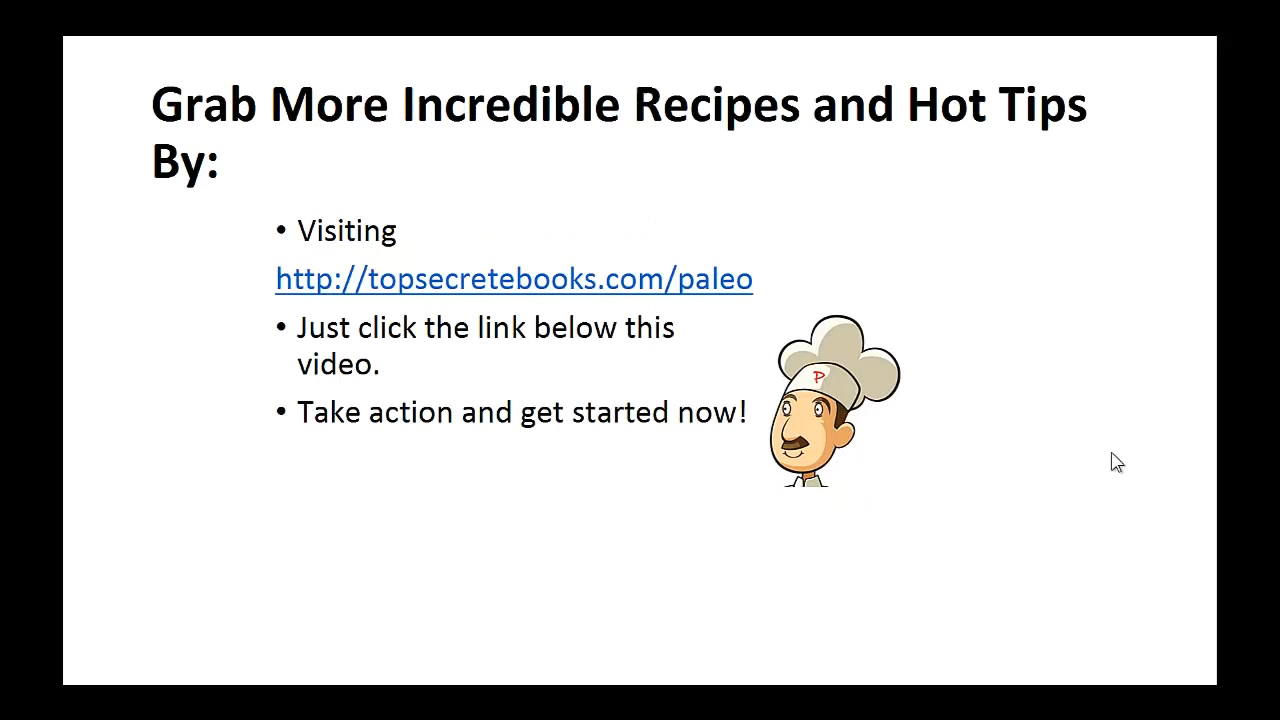 Grab More Incredible Recipes and Hot Tips
By:
• Visiting
http://topsecretebooks.com/paleo
• Just click the link below this
video.
• Take action and get started now!
P